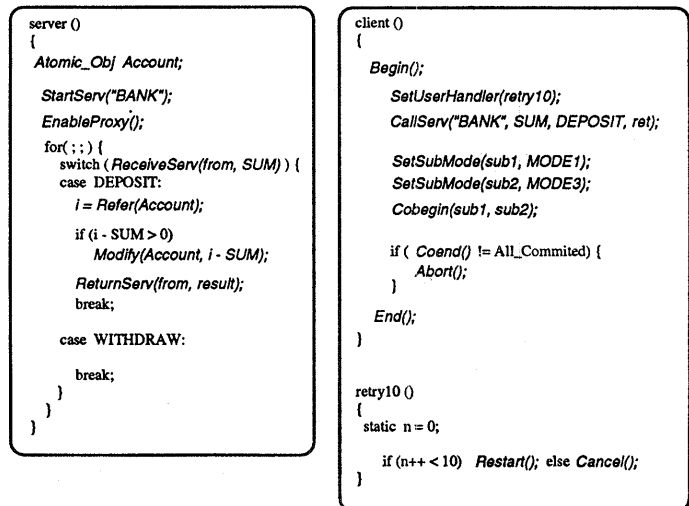 server ()
{
Atomic_Obj Account;
StartServ("BANK");
EnableProxy();
for( ; ; ) {
switch ( ReceiveServ(from, SUM) ) {
case DEPOSIT:
i = Refer(Account);
if (i - SUM > 0)
Modify(Account, i - SUM);
ReturnServ(from, result);
break;
case WITHDRAW:
break;
}
}
}
client ()
{
Begin();
SetUserHandler(retry10);
CallServ("BANK", SUM, DEPOSIT, ret);
SetSubMode(sub1, MODE1);
SetSubMode(sub2, MODE3);
Cobegin(sub1, sub2);
if ( Coend() != All_Commited) {
Abort();
}
End();
}
retry10 ()
{
static n = 0;
if (n++ < 10) Restart(); else Cancel();
}